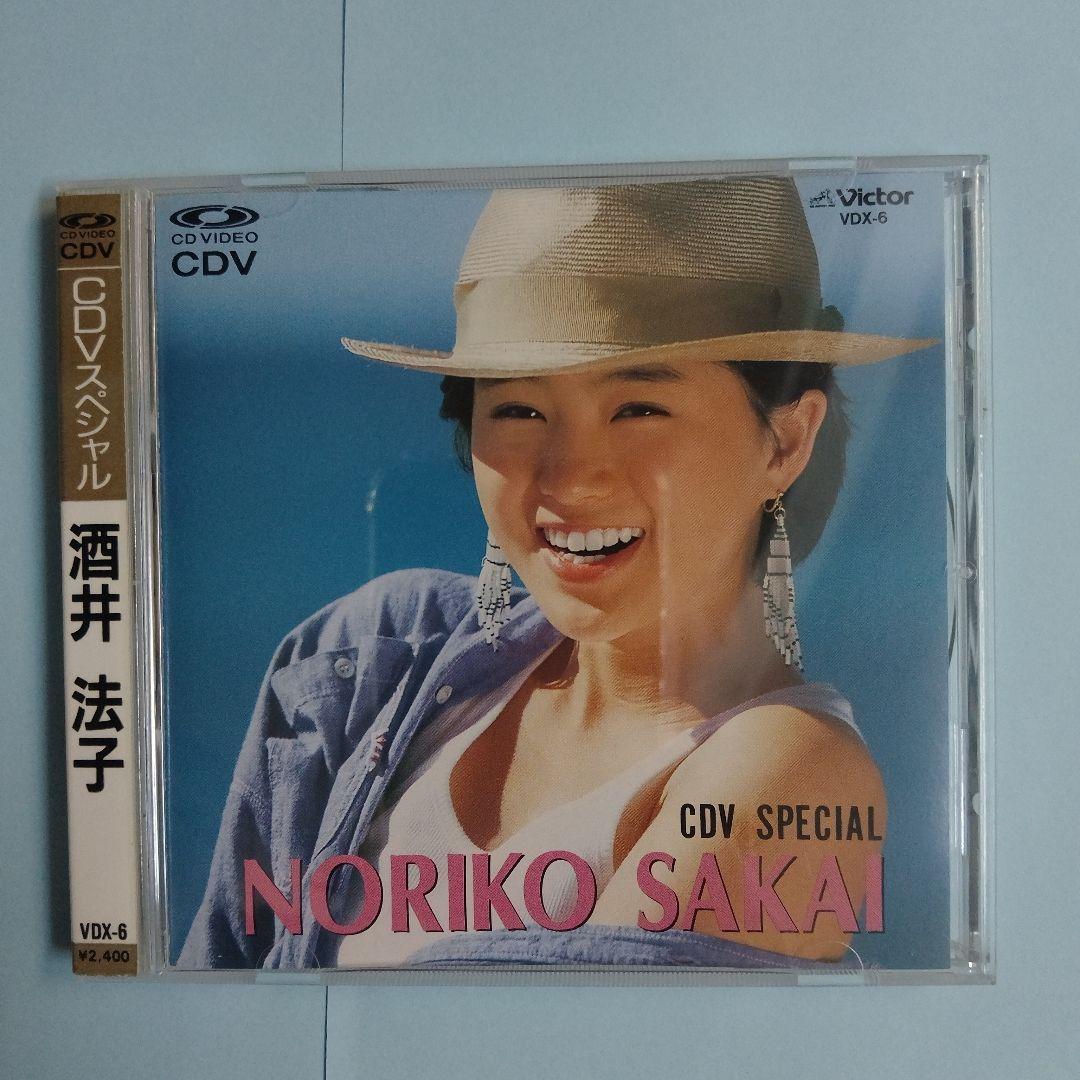 CD VIDEO
CDV
CDVスペシャル
酒井 法子
VDX-6
¥2,400
CD VIDEO
CDV
Victor
VDX-6
CDV SPECIAL
NORIKO SAKAI